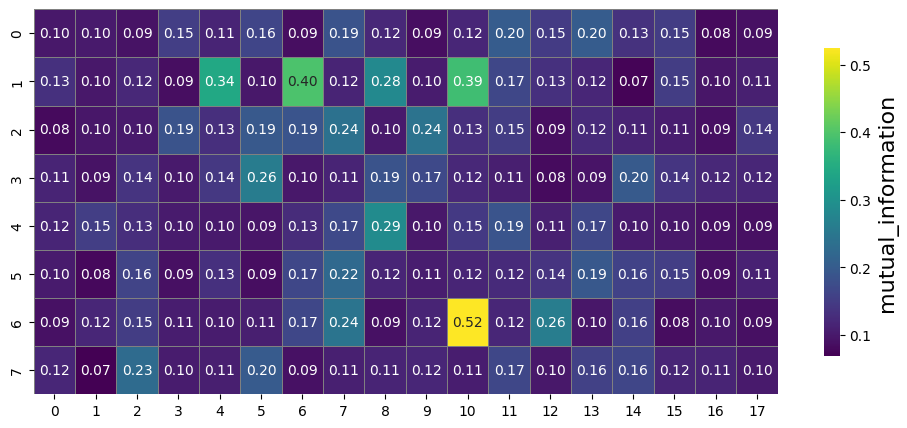 0 0.10 0.10 0.09 0.15 0.11 0.16 0.09 0.19 0.12 0.09 0.12 0.20 0.15 0.20 0.13 0.15 0.08 0.09
1 0.13 0.10 0.12 0.09 0.34 0.10 0.40 0.12 0.28 0.10 0.39 0.17 0.13 0.12 0.07 0.15 0.10 0.11
2 0.08 0.10 0.10 0.19 0.13 0.19 0.19 0.24 0.10 0.24 0.13 0.15 0.09 0.12 0.11 0.11 0.09 0.14
3 0.11 0.09 0.14 0.10 0.14 0.26 0.10 0.11 0.19 0.17 0.12 0.11 0.08 0.09 0.20 0.14 0.12 0.12
4 0.12 0.15 0.13 0.10 0.10 0.09 0.13 0.17 0.29 0.10 0.15 0.19 0.11 0.17 0.10 0.10 0.09 0.09
5 0.10 0.08 0.16 0.09 0.13 0.09 0.17 0.22 0.12 0.11 0.12 0.12 0.14 0.19 0.16 0.15 0.09 0.11
6 0.09 0.12 0.15 0.11 0.10 0.11 0.17 0.24 0.09 0.12 0.52 0.12 0.26 0.10 0.16 0.08 0.10 0.09
7 0.12 0.07 0.23 0.10 0.11 0.20 0.09 0.11 0.11 0.12 0.11 0.17 0.10 0.16 0.16 0.12 0.11 0.10
0 1 2 3 4 5 6 7 8 9 10 11 12 13 14 15 16 17
0.5
0.4
0.3
0.2
0.1
mutual_information